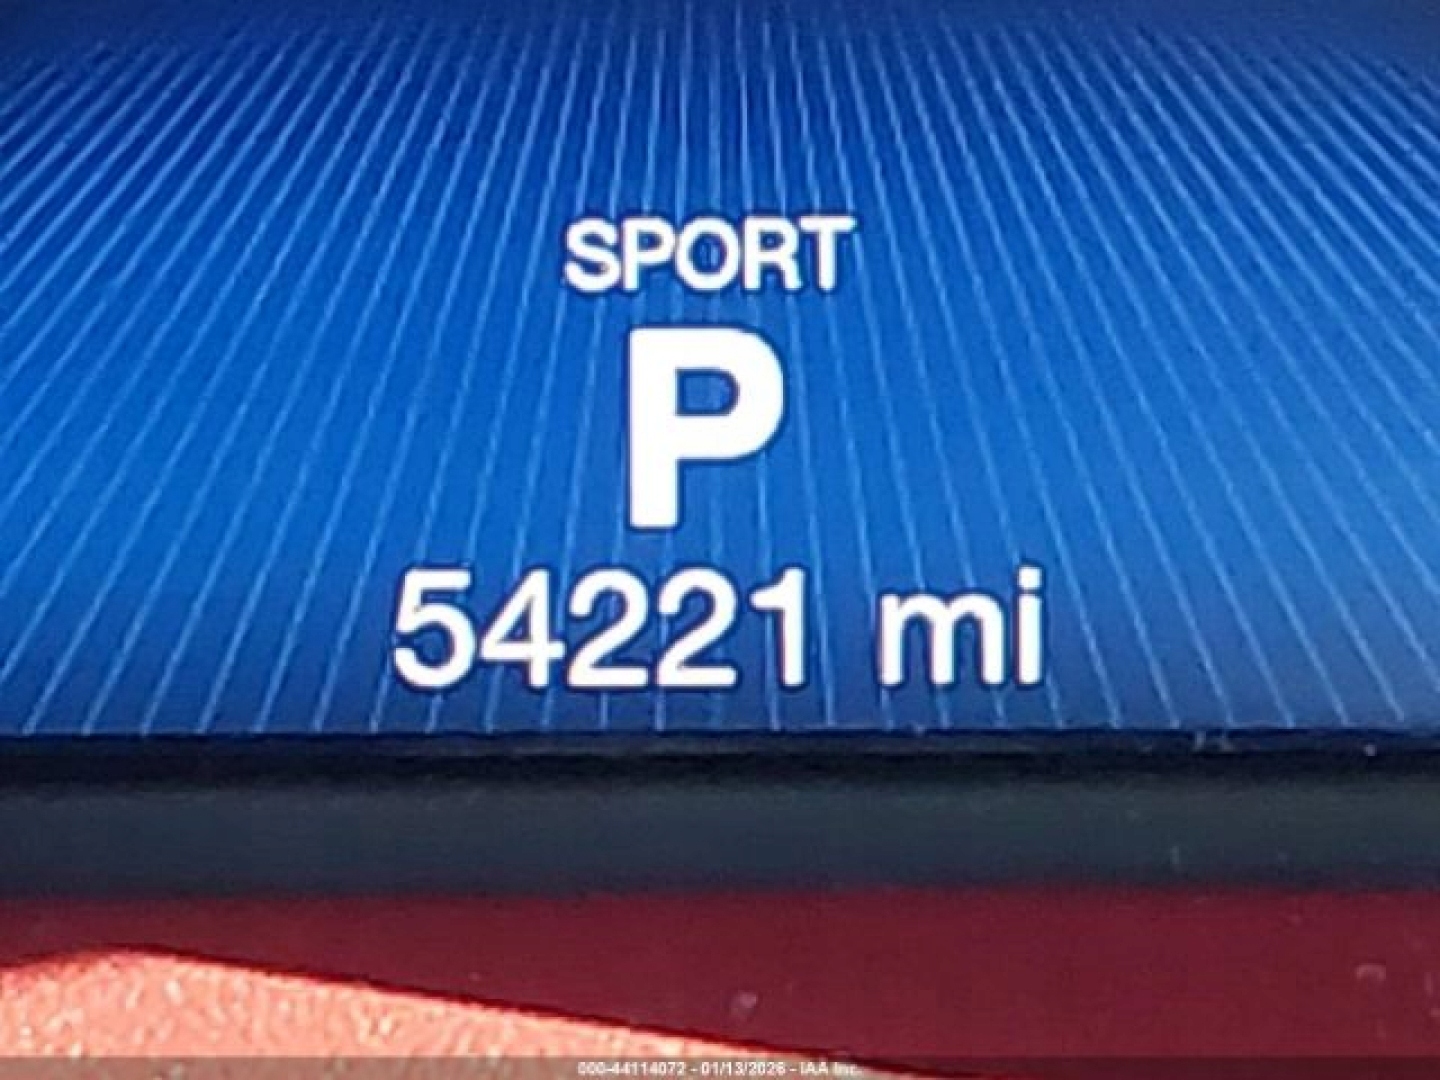 SPORT
P
54221 mi
000-44114072 - 01/13/2026 - IAA Inc.